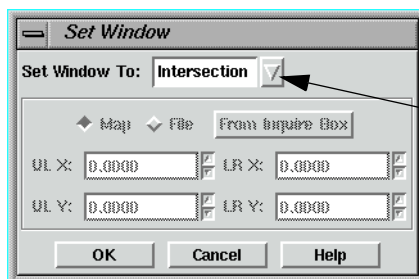 Set Window
Set Window To: Intersection
Map File From Inquire Box
UL X: 0.0000 LR X: 0.0000
UL Y: 0.0000 LR Y: 0.0000
OK Cancel Help